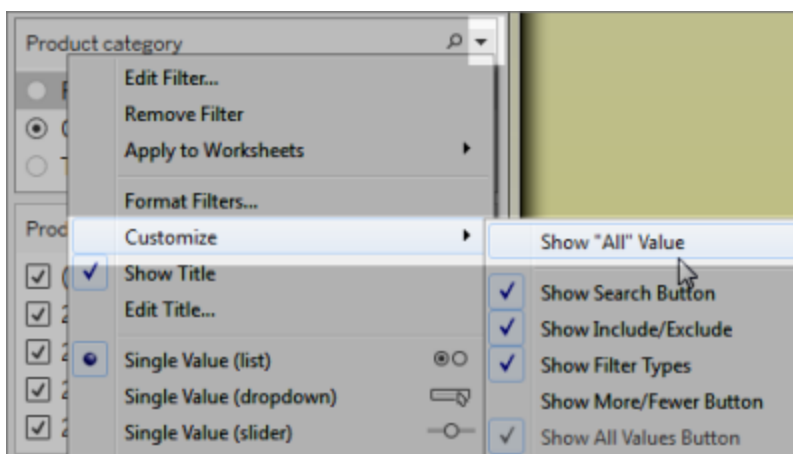 Product category
Edit Filter...
Remove Filter
Apply to Worksheets
Format Filters...
Prod
Customize
Show "All" Value
Show Title
Show Search Button
Edit Title...
Show Include/Exclude
Single Value (list)
Show Filter Types
Single Value (dropdown)
Show More/Fewer Button
Single Value (slider)
Show All Values Button